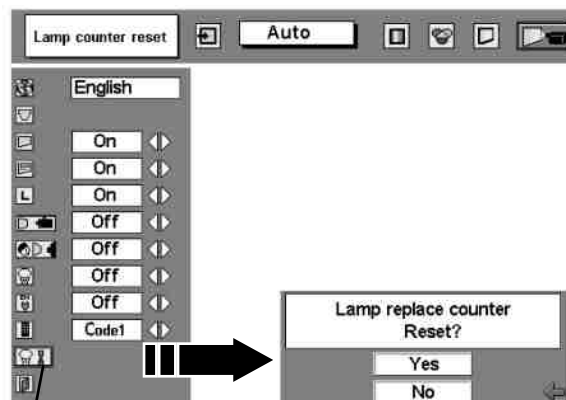 Lamp counter reset
Auto
English
On
On
On
Off
Off
Off
Off
Code1
Lamp replace counter
Reset?
Yes
No